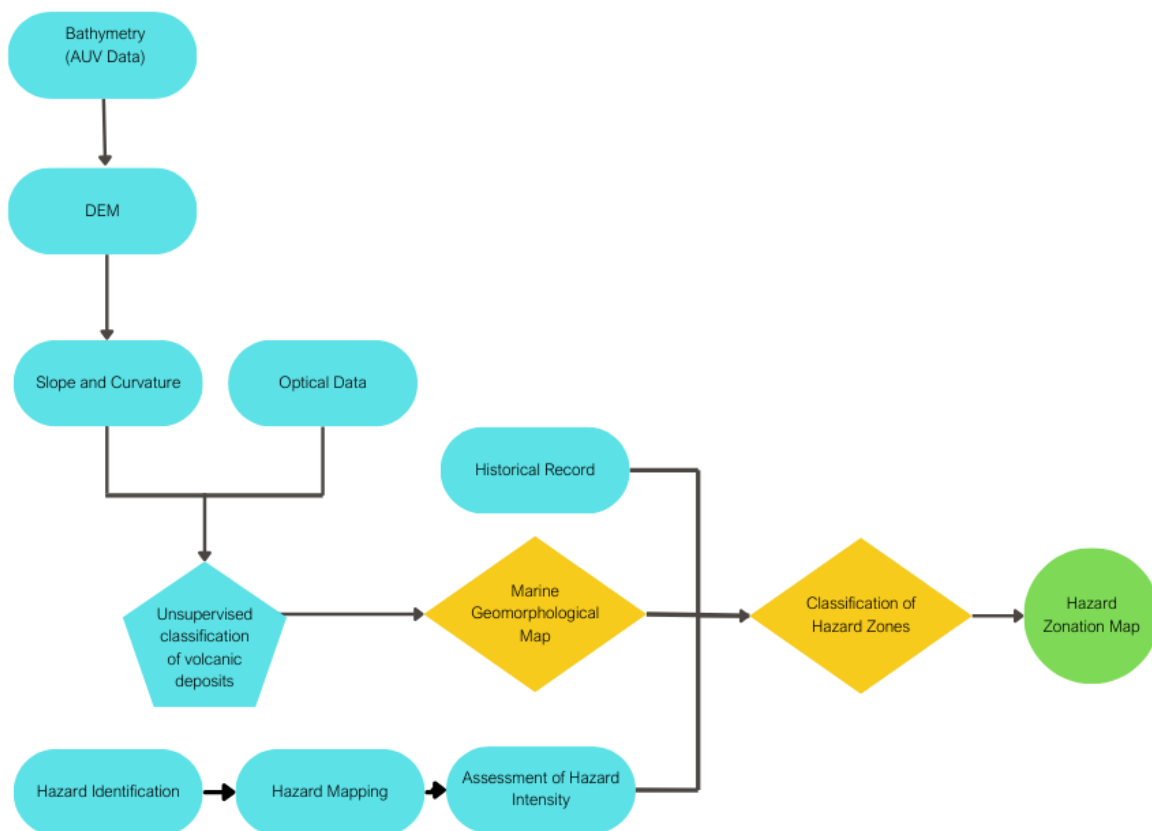 Bathymetry
(AUV Data)
DEM
Slope and Curvature
Optical Data
Historical Record
Unsupervised
classification
of volcanic
deposits
Marine
Geomorphological
Map
Classification of
Hazard Zones
Hazard
Zonation Map
Hazard Identification
Hazard Mapping
Assessment of Hazard
Intensity